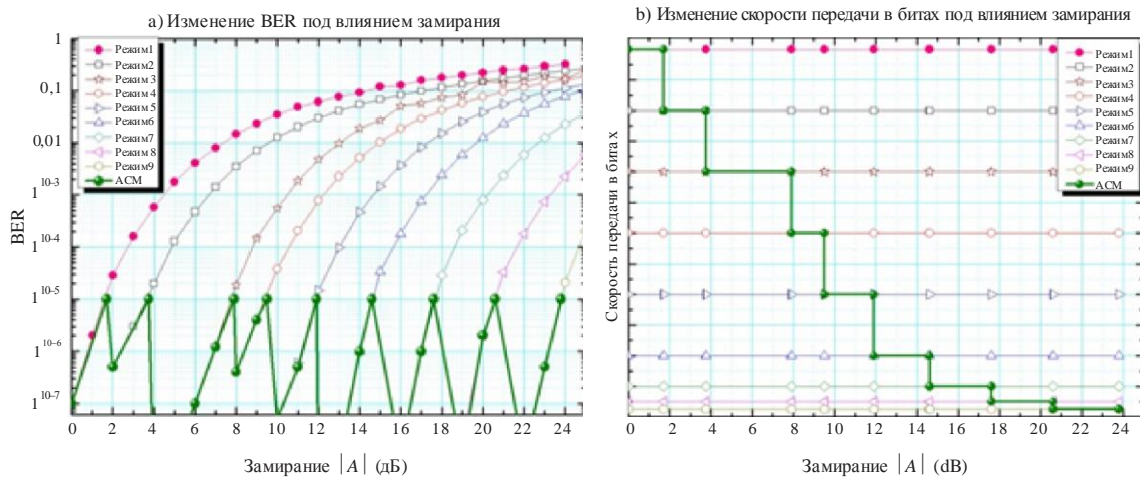 a) Изменение BER под влиянием замирания
1
0.1
0,01
10-3
10-4
10-5
1 10-6
1 10-7
BER
Режим1
Режим2
Режим 3
Режим 4
Режим 5
Режим6
Режим7
Режим 8
Режим9
ACM
0 2 4 6 8 10 12 14 16 18 20 22 24
Замирание |A| (дБ)
b) Изменение скорости передачи в битах под влиянием замирания
Скорость передачи в битах
Режим1
Режим2
Режим3
Режим4
Режим5
Режим6
Режим7
Режим8
Режим9
ACM
0 2 4 6 8 10 12 14 16 18 20 22 24
Замирание |A| (dB)